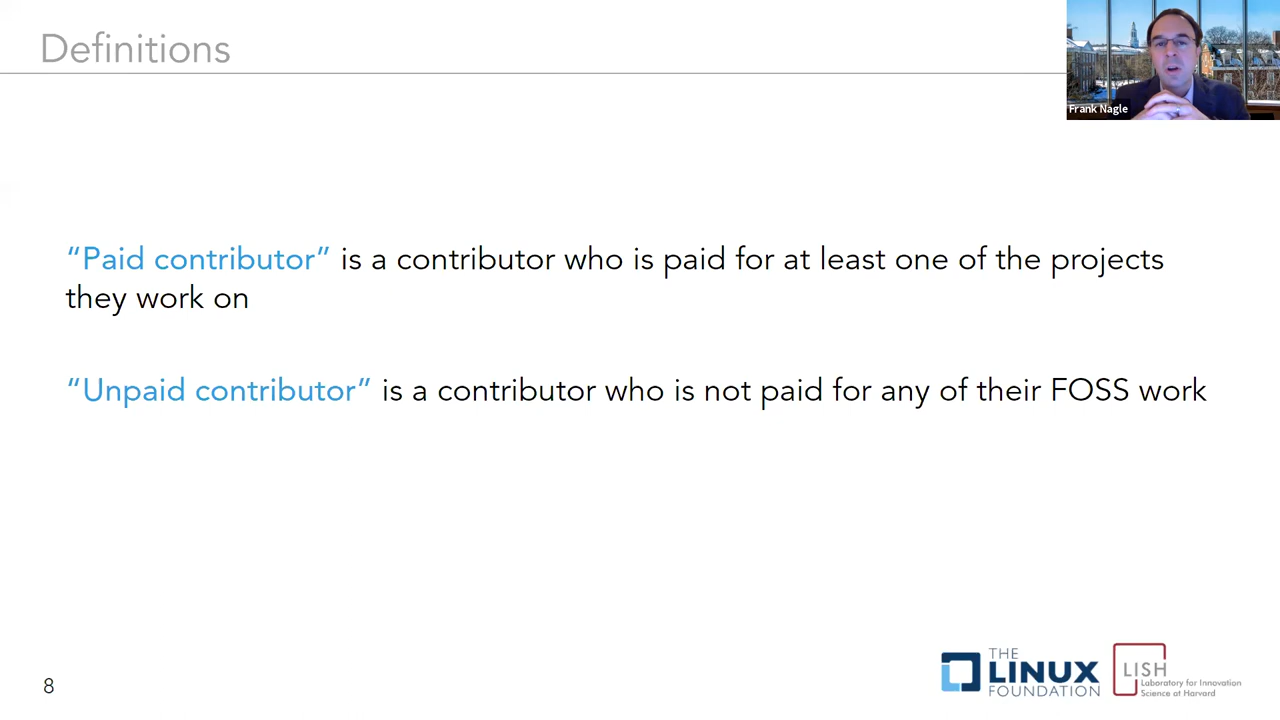 Definitions
Frank Nagle
“Paid contributor” is a contributor who is paid for at least one of the projects
they work on
“Unpaid contributor” is a contributor who is not paid for any of their FOSS work
8
THE
LINUX
FOUNDATION
LISH
Laboratory for Innovation
Science at Harvard